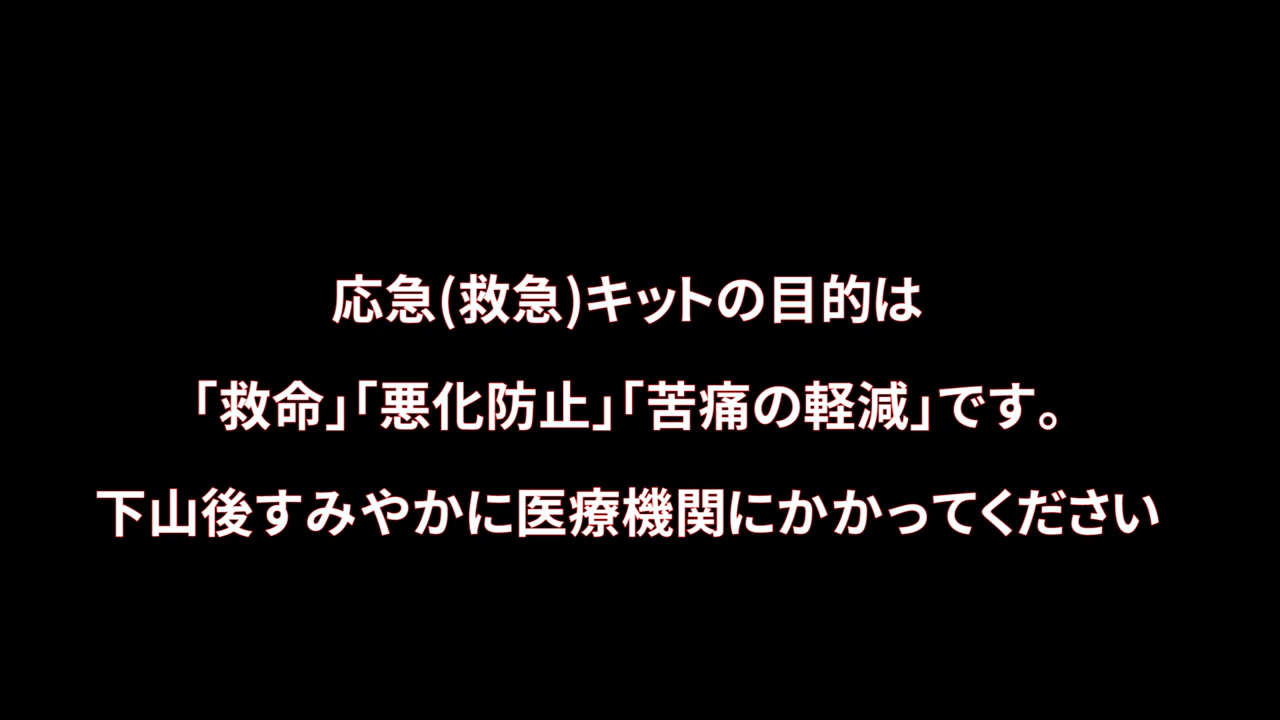 応急(救急)キットの目的は
「救命」「悪化防止」「苦痛の軽減」です。
下山後すみやかに医療機関にかかってください